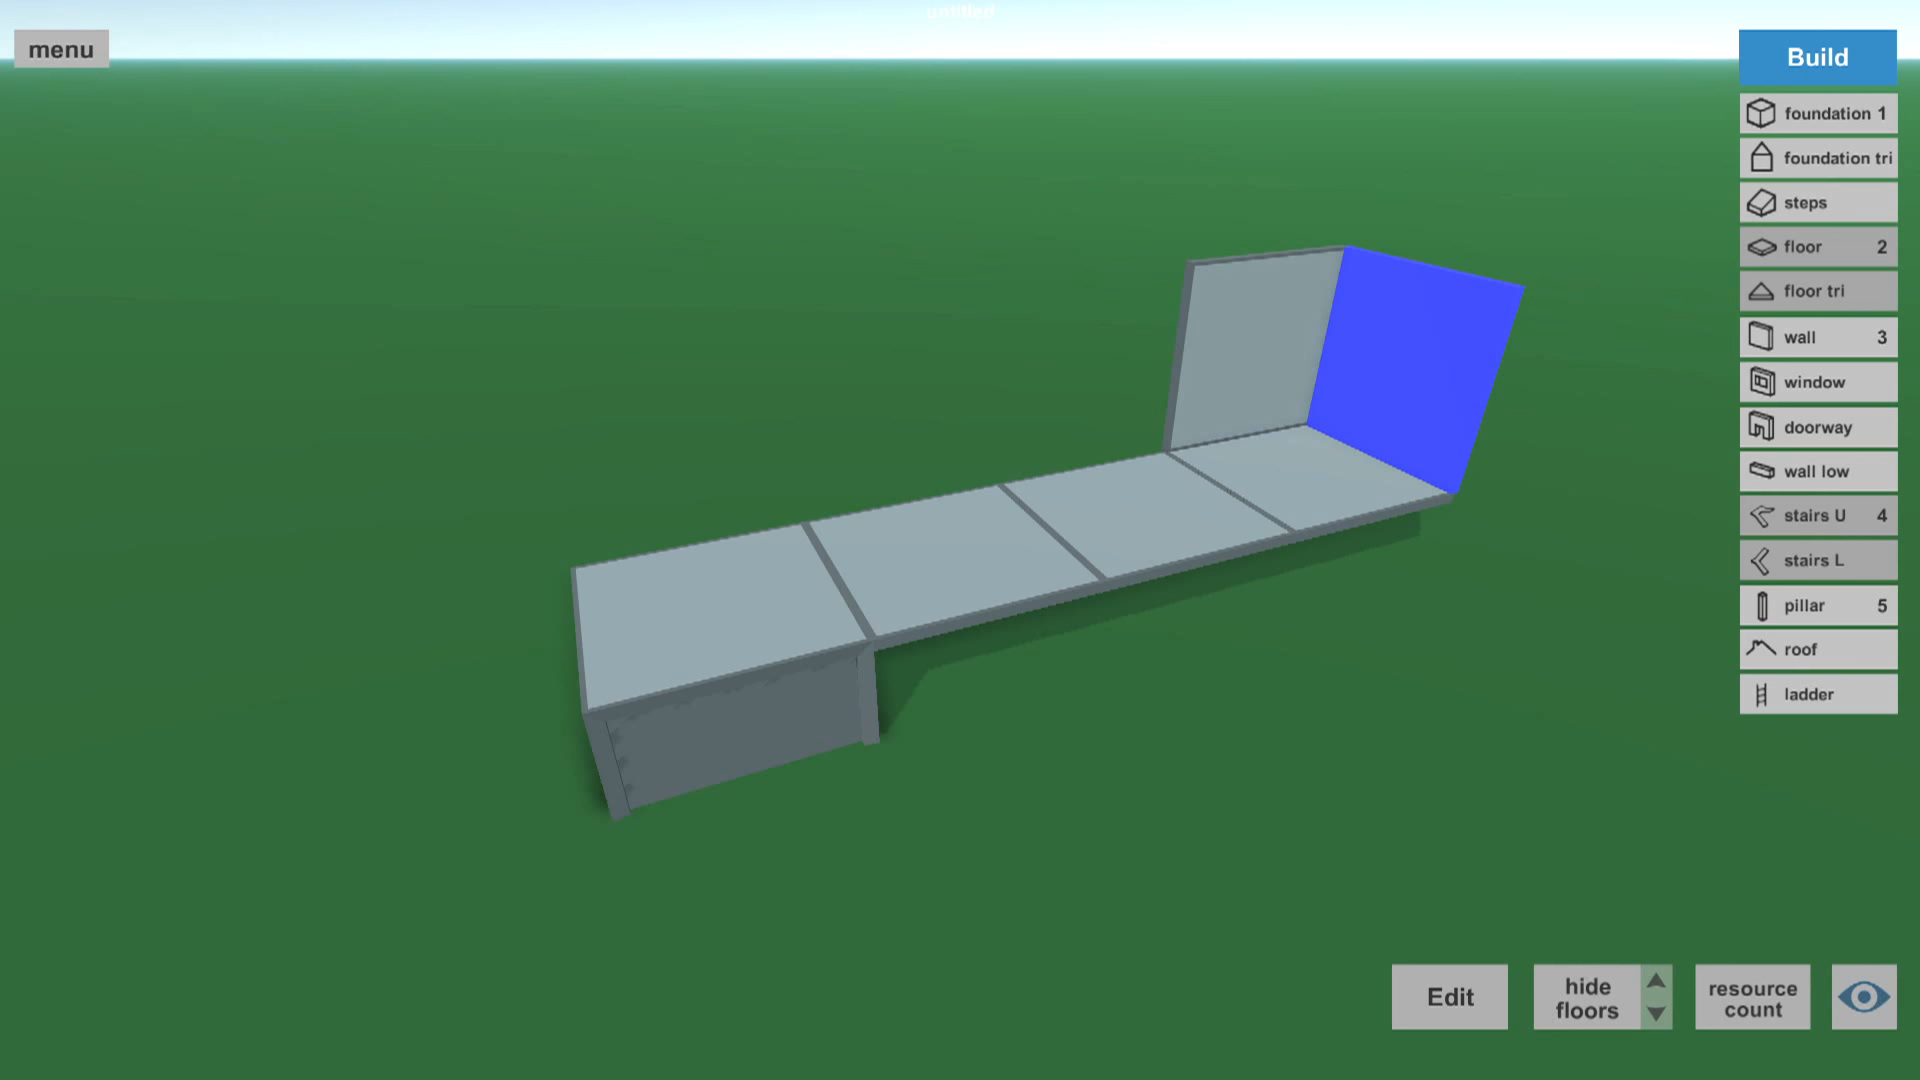 untitled
menu
Build
foundation 1
foundation tri
steps
floor 2
floor tri
wall 3
window
doorway
wall low
stairs U 4
stairs L
pillar 5
roof
ladder
Edit
hide
floors
resource
count